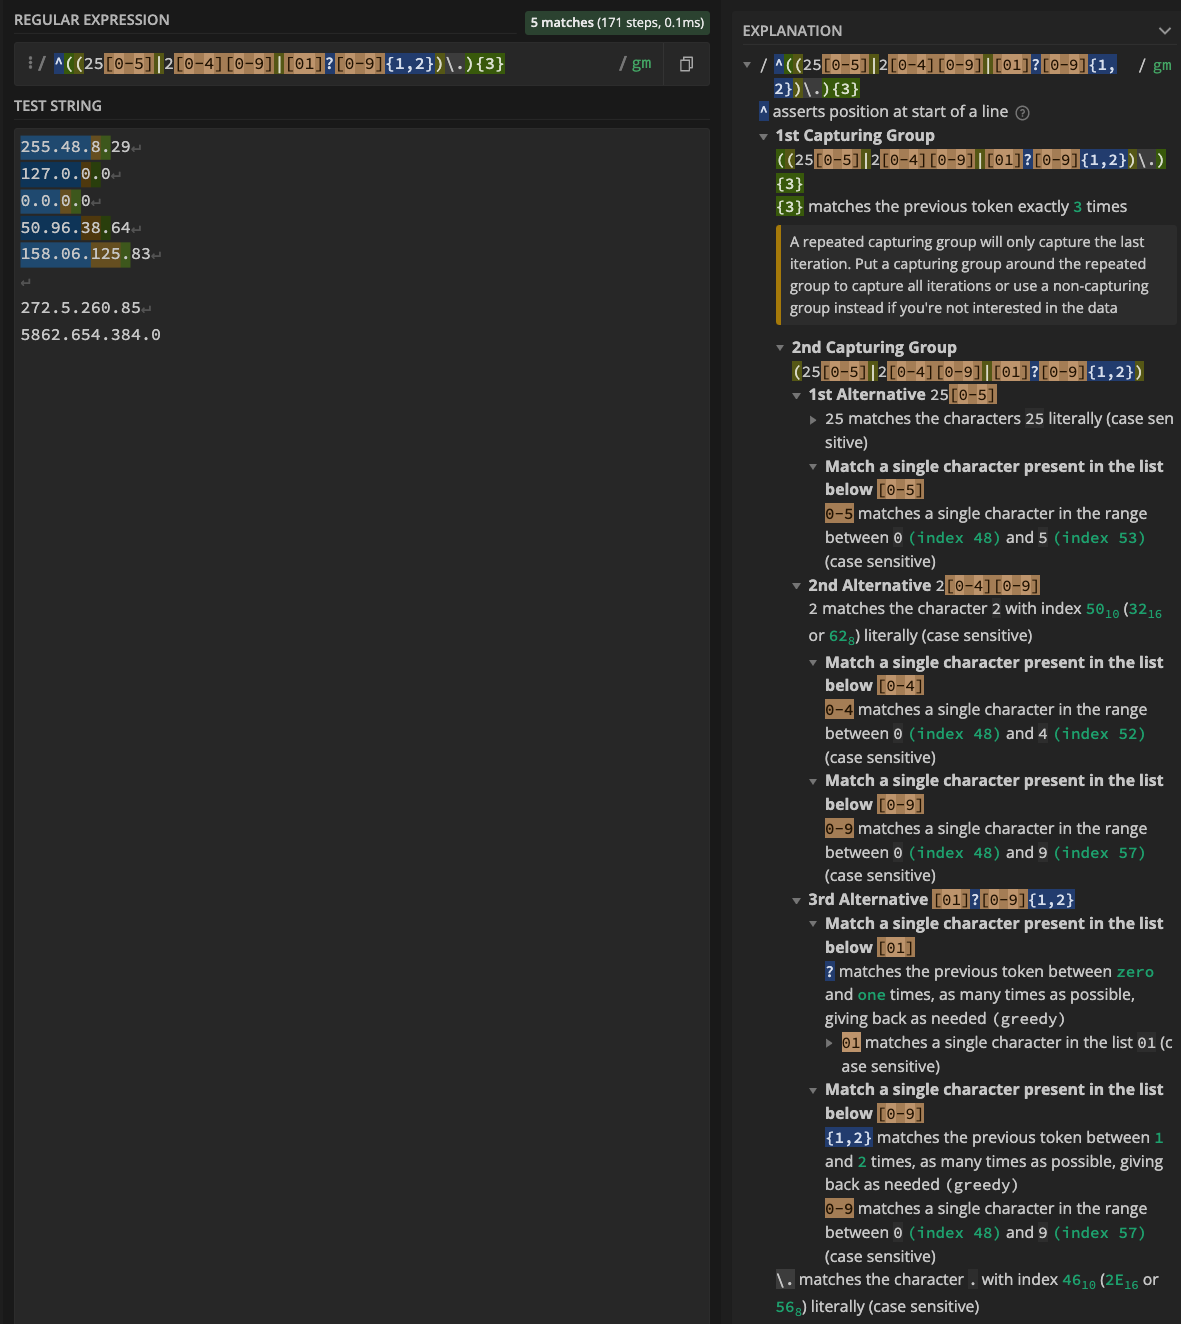 REGULAR EXPRESSION
5 matches (171 steps, 0.1ms)
/ ^((25[0-5]|2[0-4][0-9]|[01]?[0-9]{1,2})\.){3} / gm
TEST STRING
255.48.8.29↵
127.0.0.0↵
0.0.0.0↵
50.96.38.64↵
158.06.125.83↵
↵
272.5.260.85↵
5862.654.384.0
EXPLANATION
/ ^((25[0-5]|2[0-4][0-9]|[01]?[0-9]{1, / gm
2})\.){3}
^ asserts position at start of a line ?
1st Capturing Group
((25[0-5]|2[0-4][0-9]|[01]?[0-9]{1,2})\.)
{3}
{3} matches the previous token exactly 3 times
A repeated capturing group will only capture the last
iteration. Put a capturing group around the repeated
group to capture all iterations or use a non-capturing
group instead if you're not interested in the data
2nd Capturing Group
(25[0-5]|2[0-4][0-9]|[01]?[0-9]{1,2})
1st Alternative 25[0-5]
25 matches the characters 25 literally (case sen
sitive)
Match a single character present in the list
below [0-5]
0-5 matches a single character in the range
between 0 (index 48) and 5 (index 53)
(case sensitive)
2nd Alternative 2[0-4][0-9]
2 matches the character 2 with index 50₁₀ (32₁₆
or 62₈) literally (case sensitive)
Match a single character present in the list
below [0-4]
0-4 matches a single character in the range
between 0 (index 48) and 4 (index 52)
(case sensitive)
Match a single character present in the list
below [0-9]
0-9 matches a single character in the range
between 0 (index 48) and 9 (index 57)
(case sensitive)
3rd Alternative [01]?[0-9]{1,2}
Match a single character present in the list
below [01]
? matches the previous token between zero
and one times, as many times as possible,
giving back as needed (greedy)
01 matches a single character in the list 01 (c
ase sensitive)
Match a single character present in the list
below [0-9]
{1,2} matches the previous token between 1
and 2 times, as many times as possible, giving
back as needed (greedy)
0-9 matches a single character in the range
between 0 (index 48) and 9 (index 57)
(case sensitive)
\. matches the character . with index 46₁₀ (2E₁₆ or
56₈) literally (case sensitive)